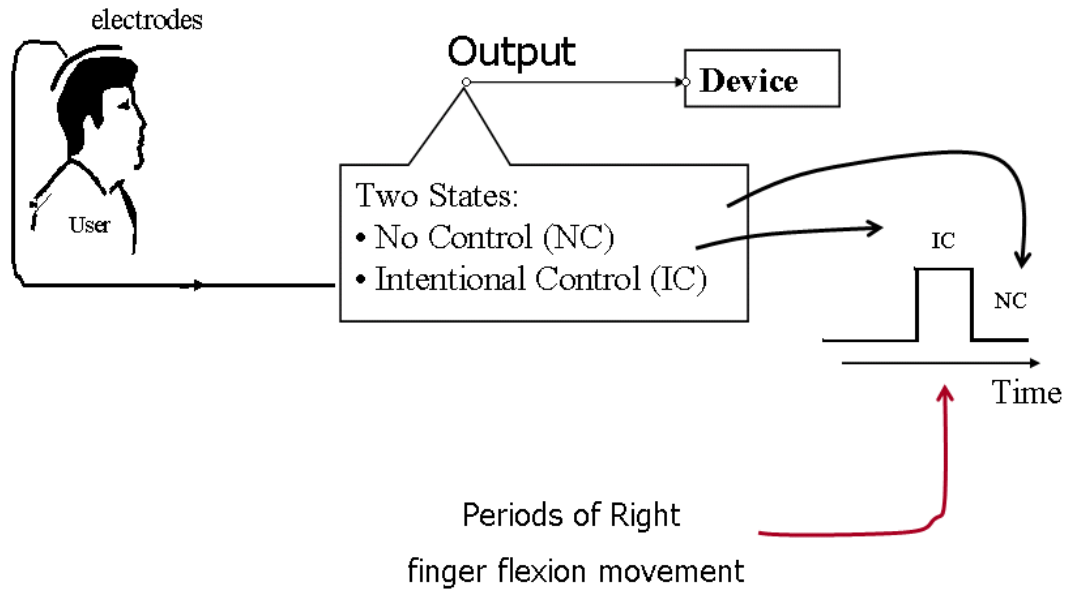 electrodes
Output
Device
User
Two States:
• No Control (NC)
• Intentional Control (IC)
IC
NC
Time
Periods of Right
finger flexion movement